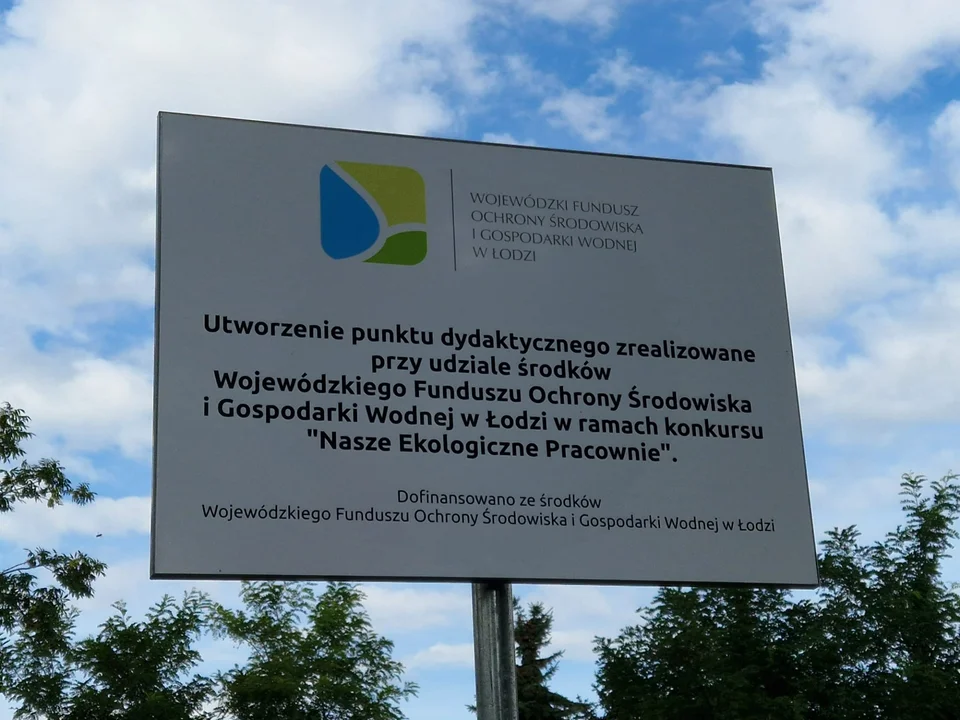 WOJEWÓDZKI FUNDUSZ
OCHRONY ŚRODOWISKA
I GOSPODARKI WODNEJ
W ŁODZI
Utworzenie punktu dydaktycznego zrealizowane
przy udziale środków
Wojewódzkiego Funduszu Ochrony Środowiska
i Gospodarki Wodnej w Łodzi w ramach konkursu
"Nasze Ekologiczne Pracownie".
Dofinansowano ze środków
Wojewódzkiego Funduszu Ochrony Środowiska i Gospodarki Wodnej w Łodzi